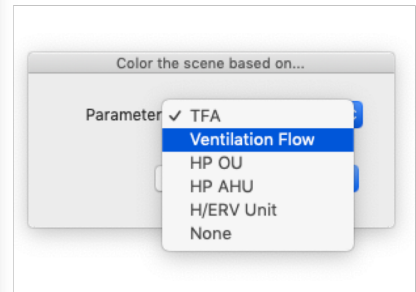 Color the scene based on...
Parameter ✓ TFA
Ventilation Flow
HP OU
HP AHU
H/ERV Unit
None